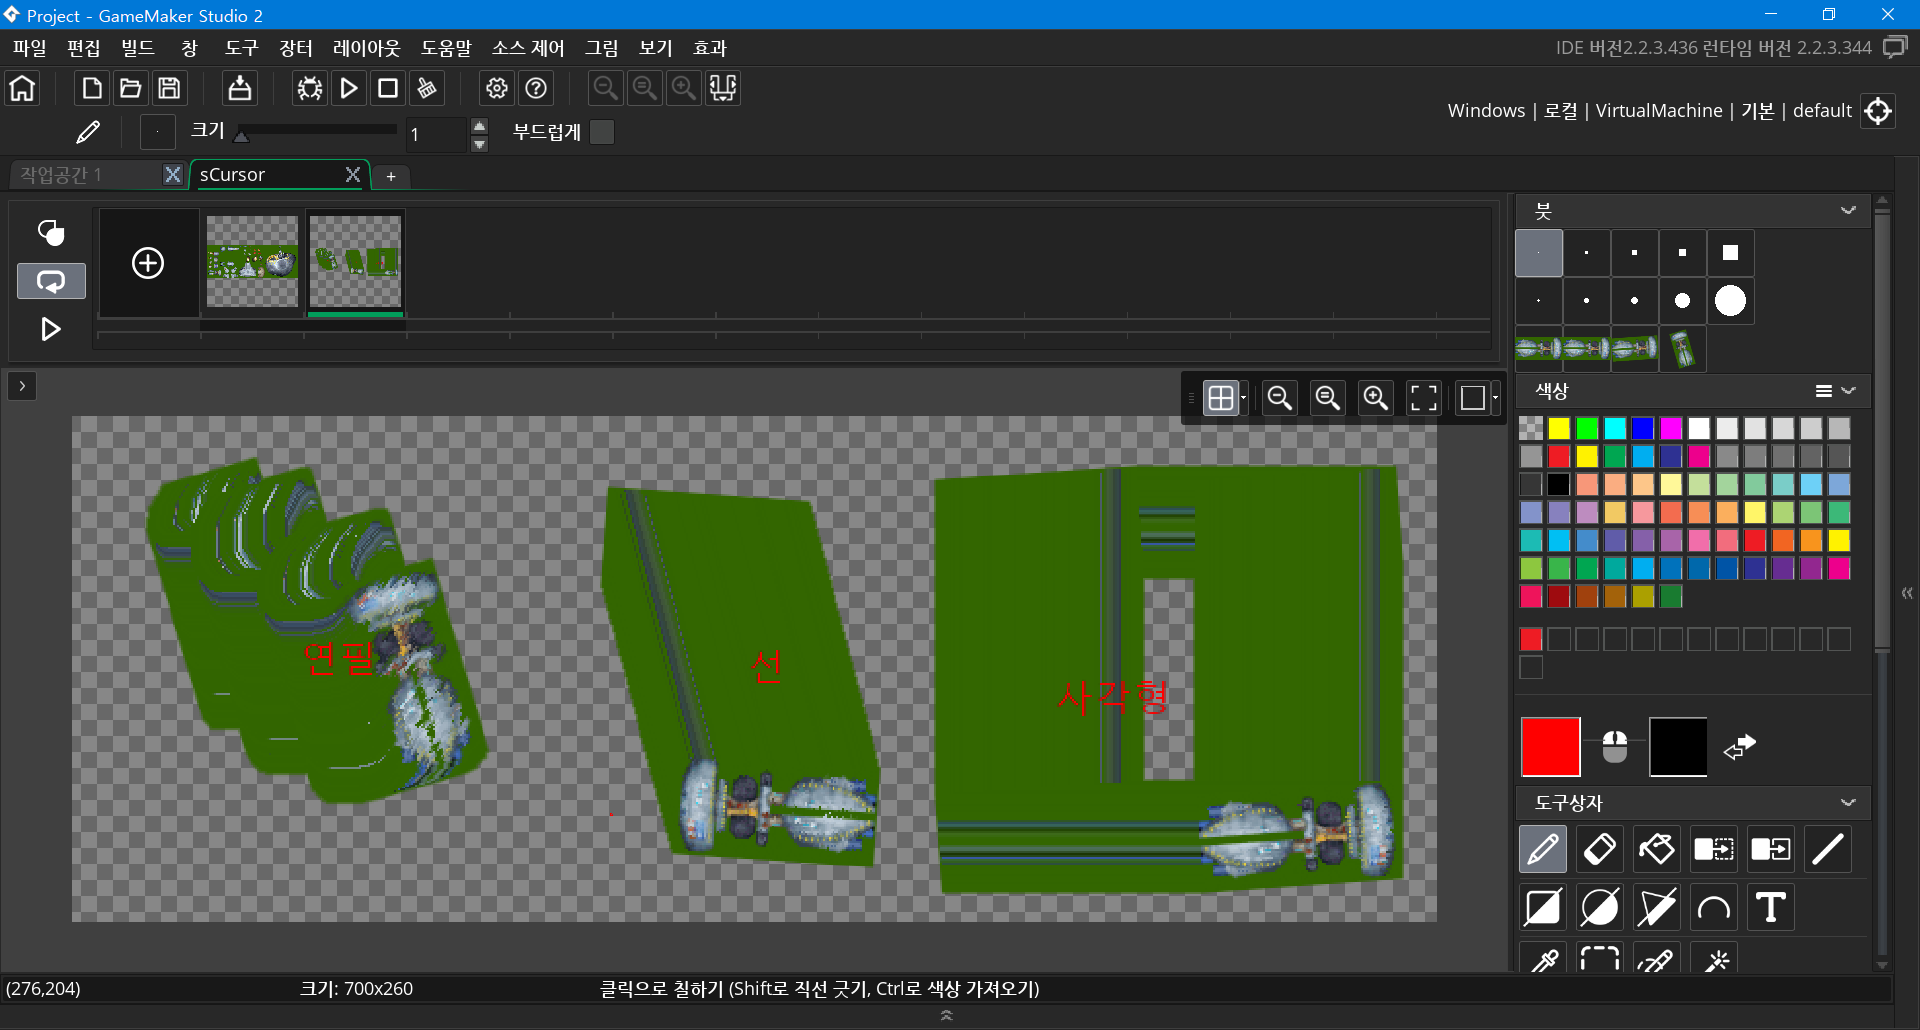 Project - GameMaker Studio 2
파일 편집 빌드 창 도구 장터 레이아웃 도움말 소스 제어 그림 보기 효과
IDE 버전2.2.3.436 런타임 버전 2.2.3.344
Windows | 로컬 | VirtualMachine | 기본 | default
크기 1 부드럽게
작업공간 1 X sCursor X +
붓
색상
연필
선
사각형
도구상자
T
(276,204) 크기: 700x260 클릭으로 칠하기 (Shift로 직선 긋기, Ctrl로 색상 가져오기)